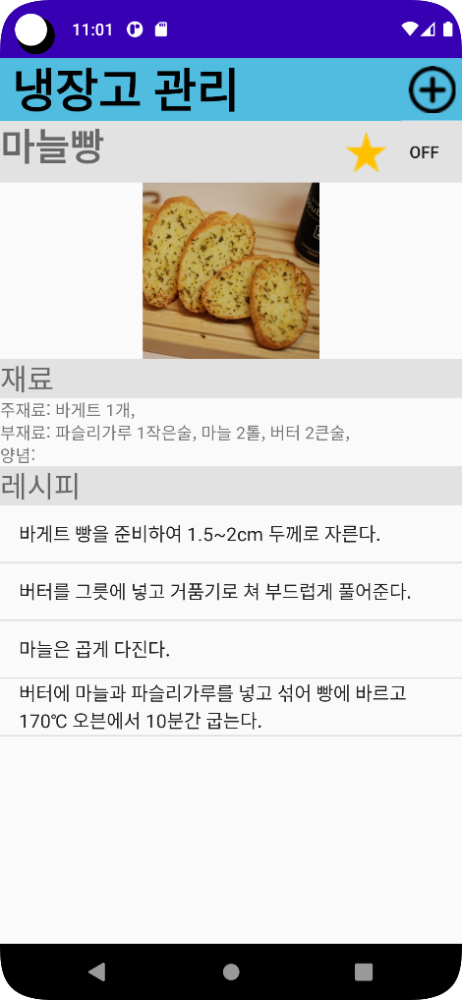 11:01
냉장고 관리
마늘빵
OFF
재료
주재료: 바게트 1개,
부재료: 파슬리가루 1작은술, 마늘 2톨, 버터 2큰술,
양념:
레시피
바게트 빵을 준비하여 1.5~2cm 두께로 자른다.
버터를 그릇에 넣고 거품기로 쳐 부드럽게 풀어준다.
마늘은 곱게 다진다.
버터에 마늘과 파슬리가루를 넣고 섞어 빵에 바르고
170℃ 오븐에서 10분간 굽는다.